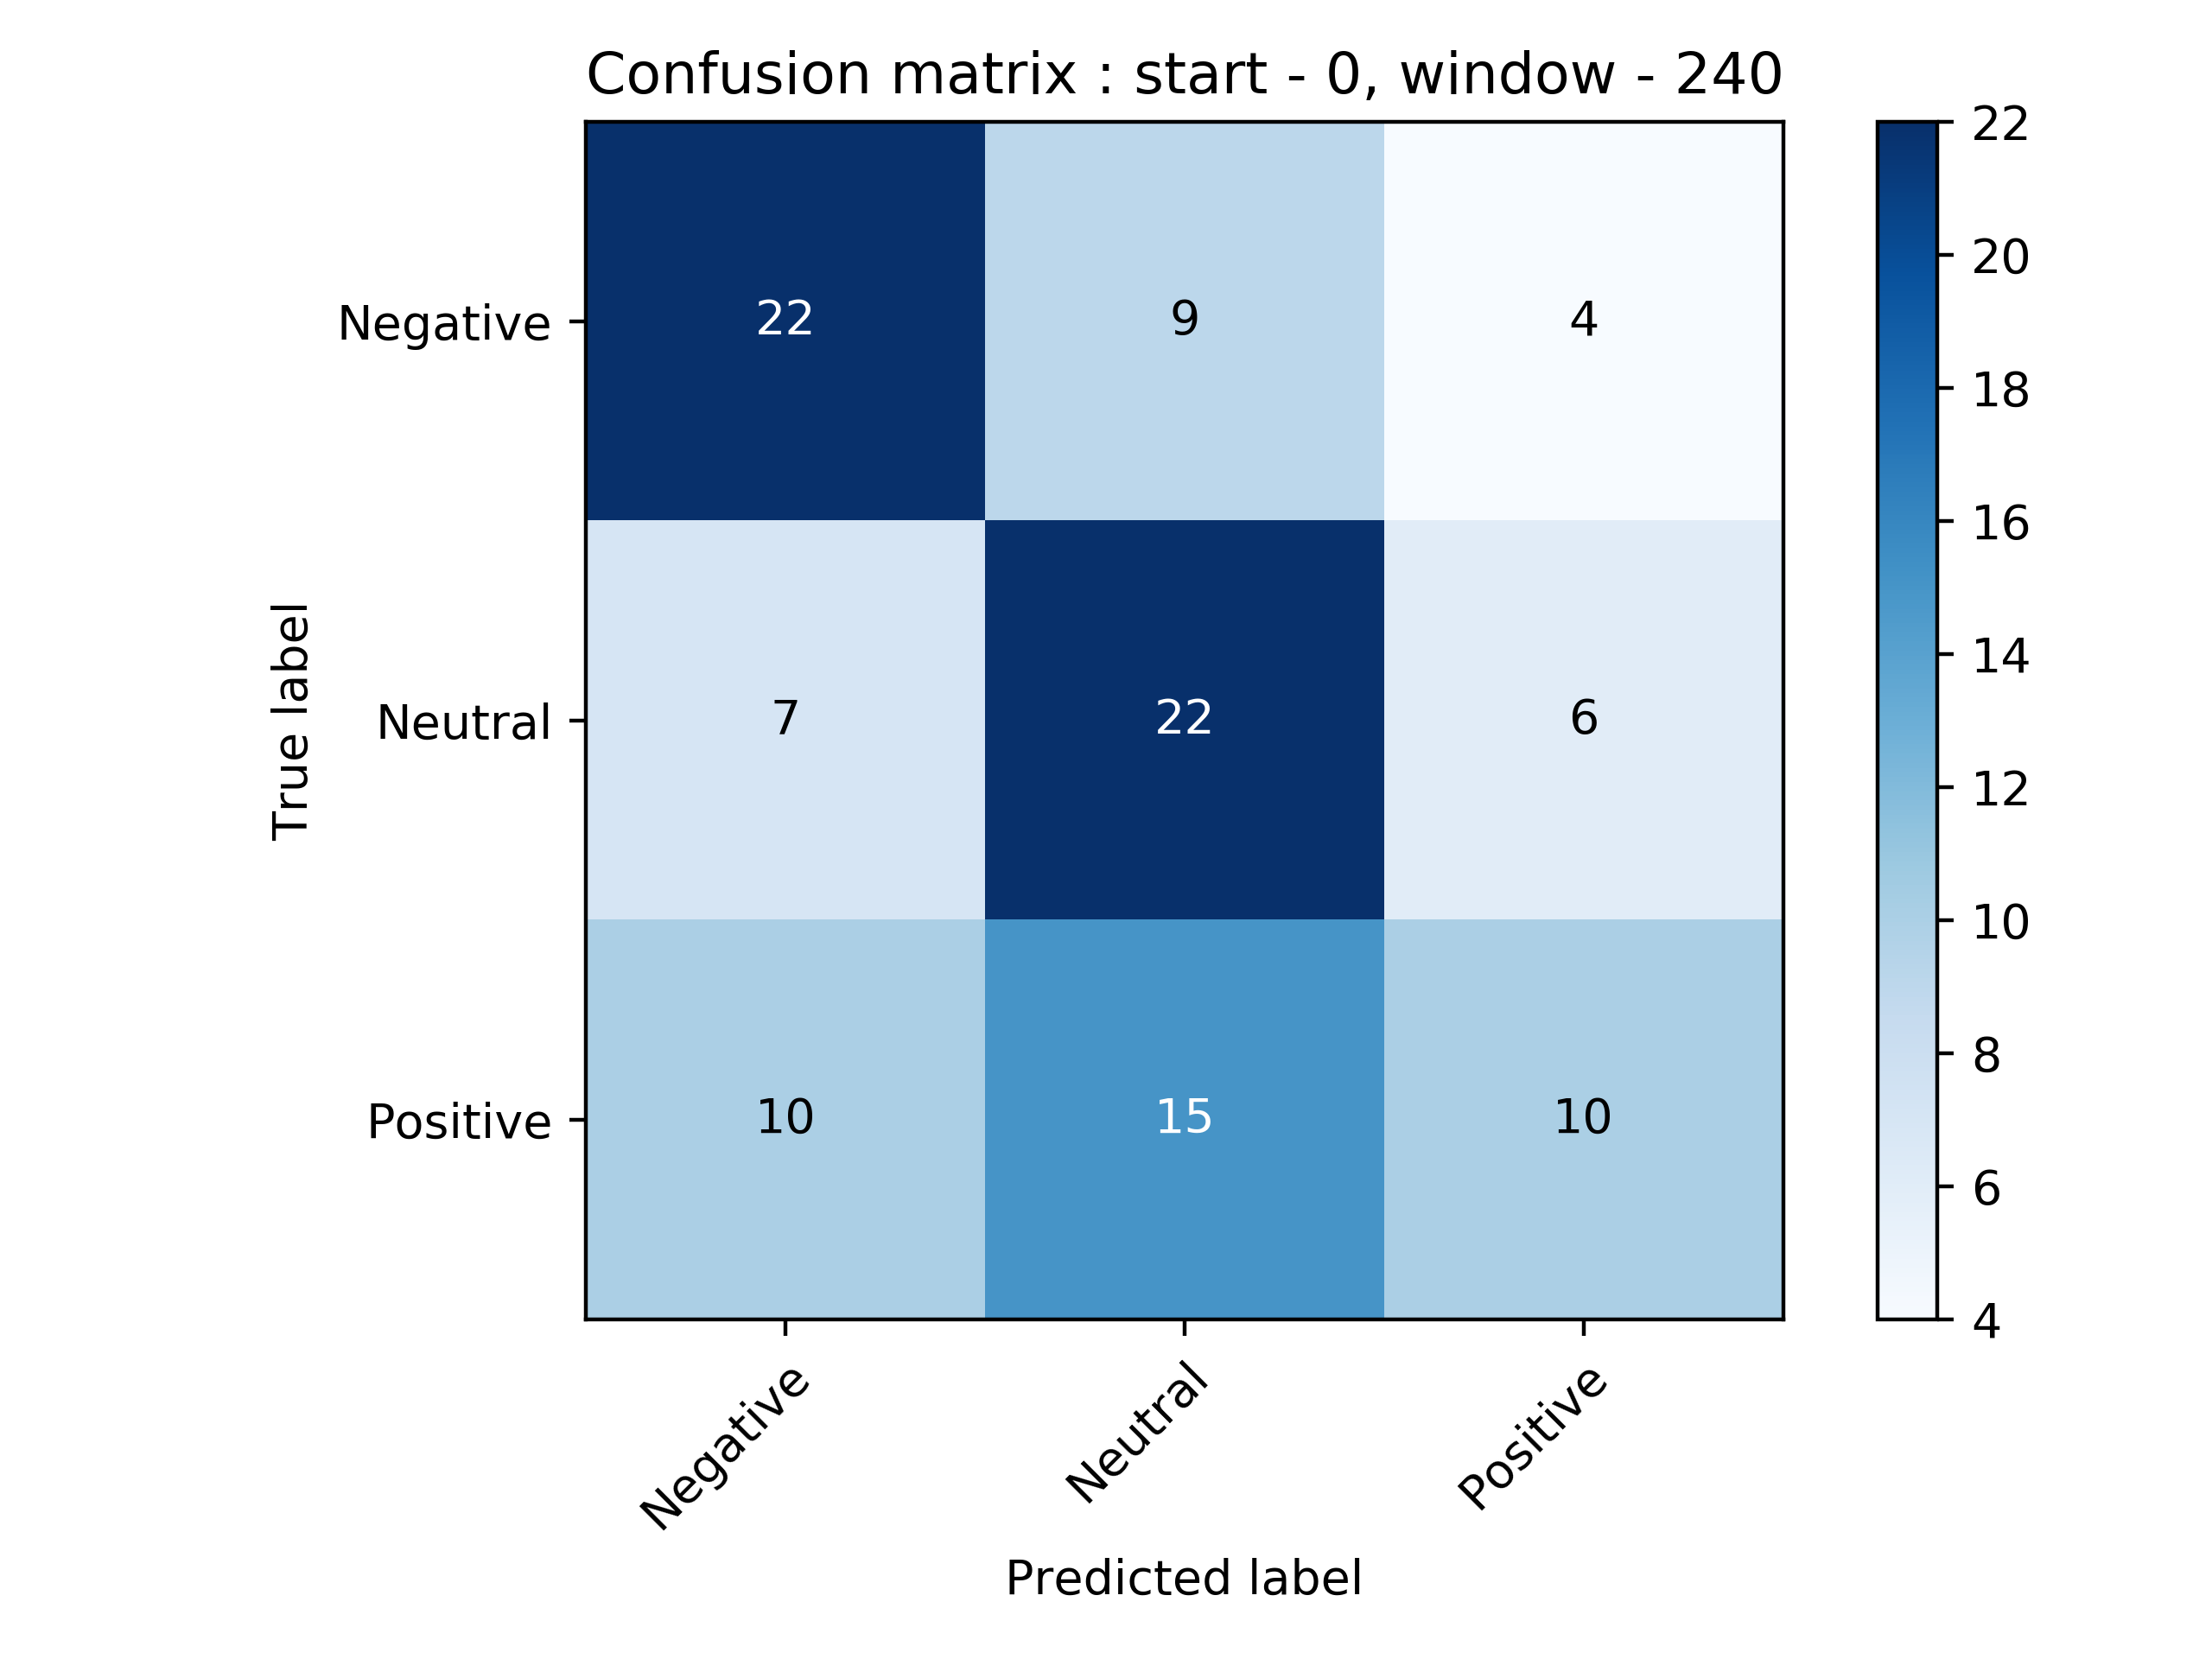 Confusion matrix : start - 0, window - 240
Negative 22 9 4
Neutral 7 22 6
Positive 10 15 10
True label
Negative Neutral Positive
Predicted label
22
20
18
16
14
12
10
8
6
4